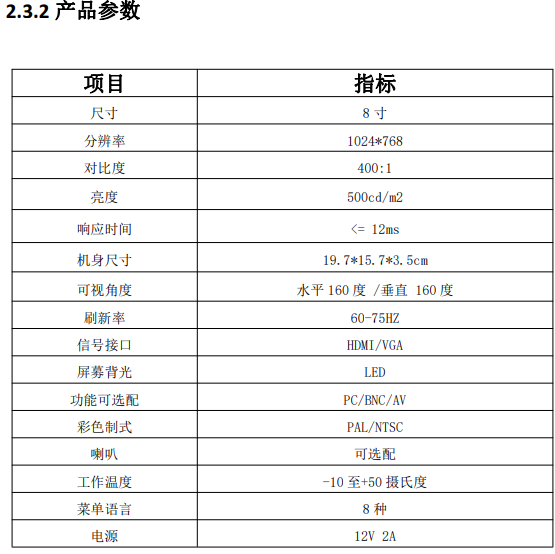 2.3.2 产品参数
项目 指标
尺寸 8 寸
分辨率 1024*768
对比度 400:1
亮度 500cd/m2
响应时间 <= 12ms
机身尺寸 19.7*15.7*3.5cm
可视角度 水平 160 度 /垂直 160 度
刷新率 60-75HZ
信号接口 HDMI/VGA
屏幕背光 LED
功能可选配 PC/BNC/AV
彩色制式 PAL/NTSC
喇叭 可选配
工作温度 -10 至+50 摄氏度
菜单语言 8 种
电源 12V 2A